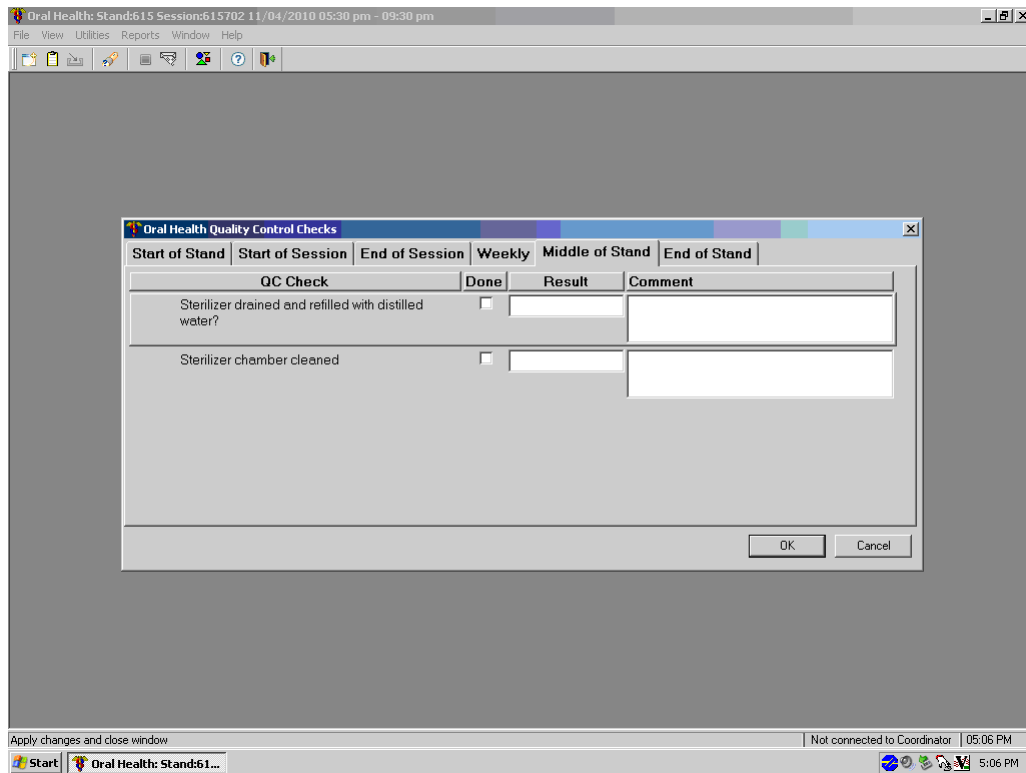 Oral Health: Stand:615 Session:615702 11/04/2010 05:30 pm - 09:30 pm
File View Utilities Reports Window Help
Oral Health Quality Control Checks
Start of Stand Start of Session End of Session Weekly Middle of Stand End of Stand
QC Check Done Result Comment
Sterilizer drained and refilled with distilled
water?
Sterilizer chamber cleaned
OK Cancel
Apply changes and close window Not connected to Coordinator 05:06 PM
Start Oral Health: Stand:61... 5:06 PM